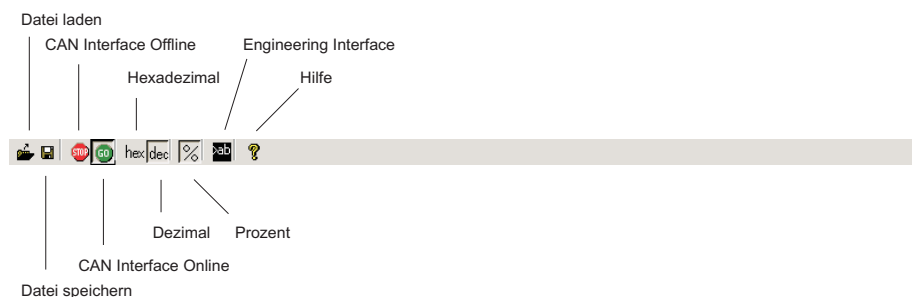 Datei laden
CAN Interface Offline
Engineering Interface
Hexadezimal
Hilfe
STOP GO hex dec % >ab ?
Dezimal
Prozent
CAN Interface Online
Datei speichern